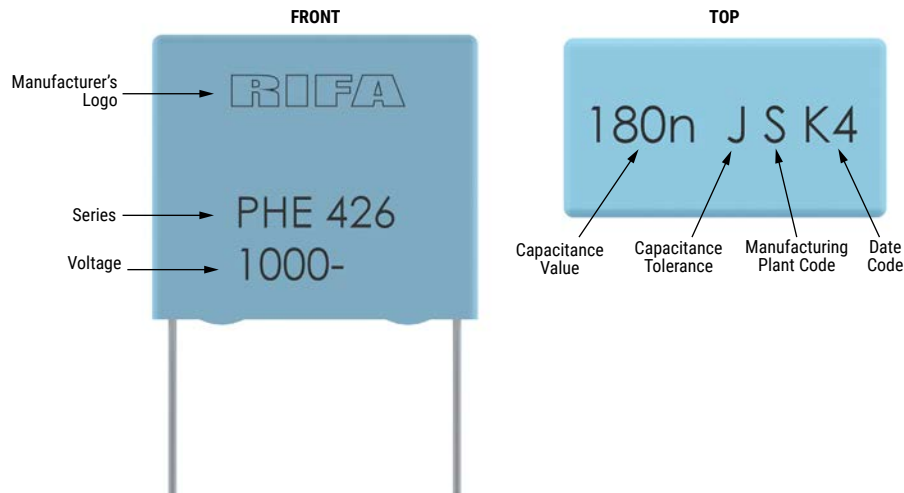 FRONT
Manufacturer's
Logo
RIFA
Series
PHE 426
Voltage
1000-
TOP
180n J S K4
Capacitance
Value
Capacitance
Tolerance
Manufacturing
Plant Code
Date
Code